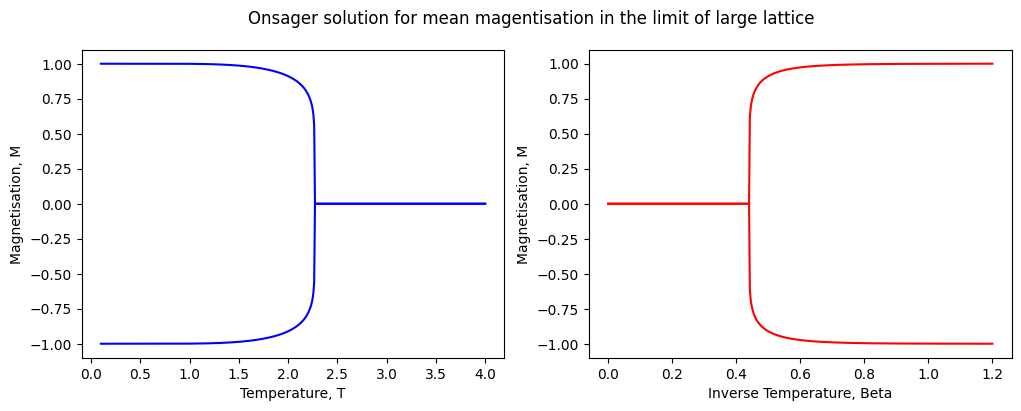 Onsager solution for mean magentisation in the limit of large lattice
Magnetisation, M
1.00
0.75
0.50
0.25
0.00
−0.25
−0.50
−0.75
−1.00
0.0 0.5 1.0 1.5 2.0 2.5 3.0 3.5 4.0
Temperature, T
Magnetisation, M
1.00
0.75
0.50
0.25
0.00
−0.25
−0.50
−0.75
−1.00
0.0 0.2 0.4 0.6 0.8 1.0 1.2
Inverse Temperature, Beta